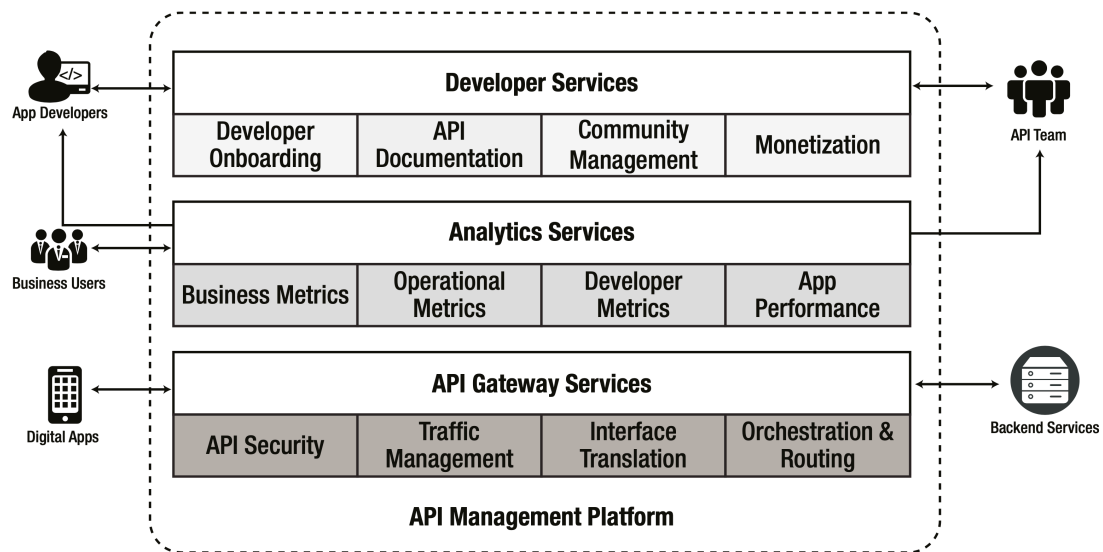 Developer Services
</>
App Developers
API Team
Developer
Onboarding
API
Documentation
Community
Management
Monetization
Analytics Services
Business Users
Business Metrics
Operational
Metrics
Developer
Metrics
App
Performance
API Gateway Services
Digital Apps
Backend Services
API Security
Traffic
Management
Interface
Translation
Orchestration &
Routing
API Management Platform